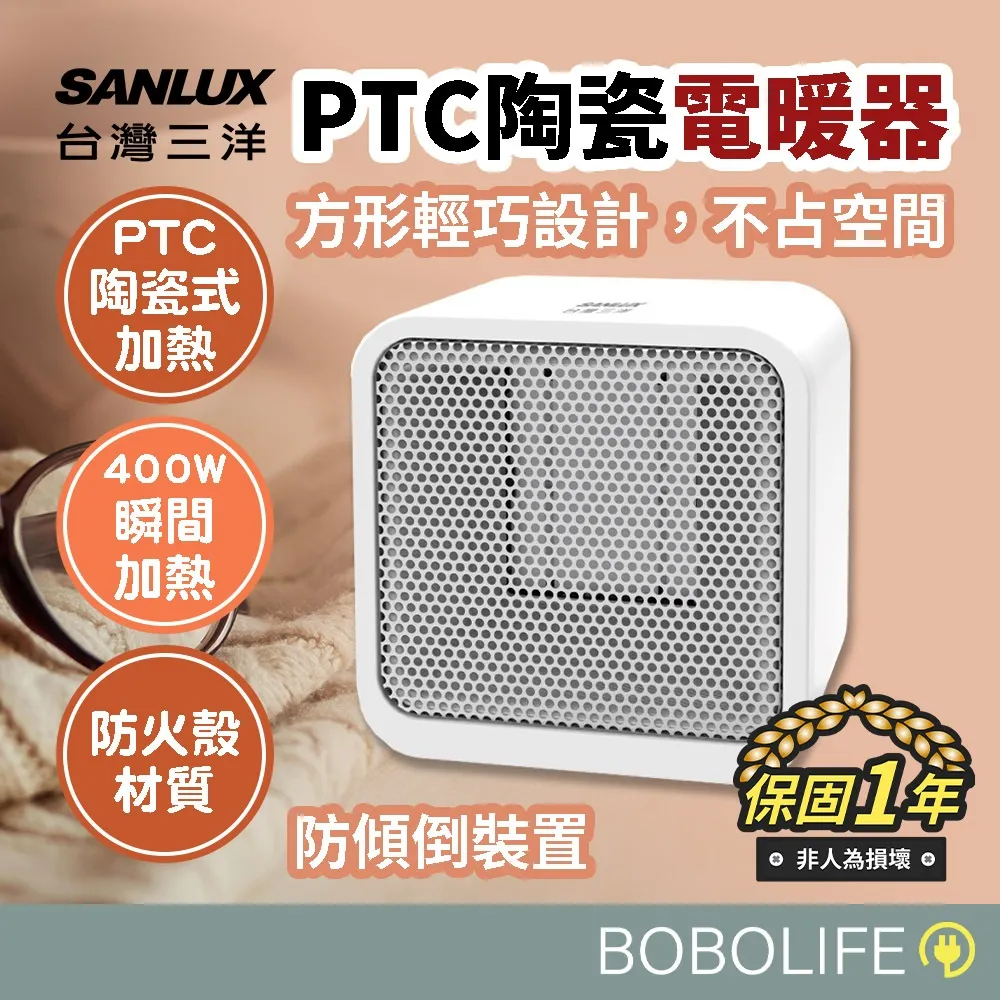 SANLUX
台灣三洋
PTC陶瓷電暖器
方形輕巧設計，不占空間
PTC
陶瓷式
加熱
400W
瞬間
加熱
防火殼
材質
SANLUX
台灣三洋
防傾倒裝置
保固1年
非人為損壞
BOBOLIFE